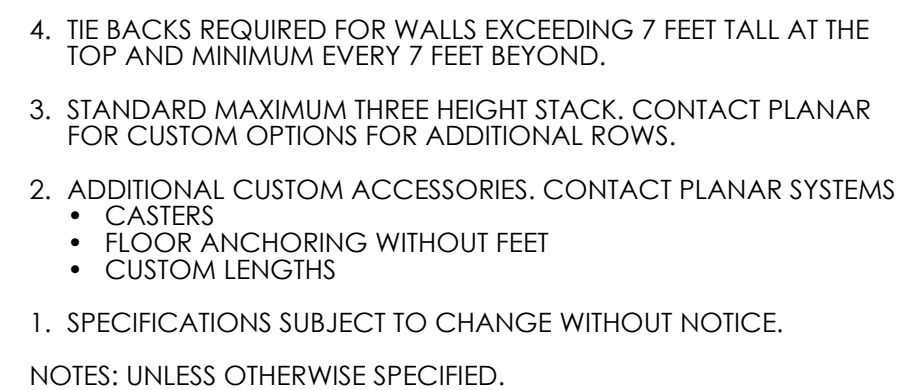 4. TIE BACKS REQUIRED FOR WALLS EXCEEDING 7 FEET TALL AT THE
TOP AND MINIMUM EVERY 7 FEET BEYOND.
3. STANDARD MAXIMUM THREE HEIGHT STACK. CONTACT PLANAR
FOR CUSTOM OPTIONS FOR ADDITIONAL ROWS.
2. ADDITIONAL CUSTOM ACCESSORIES. CONTACT PLANAR SYSTEMS
• CASTERS
• FLOOR ANCHORING WITHOUT FEET
• CUSTOM LENGTHS
1. SPECIFICATIONS SUBJECT TO CHANGE WITHOUT NOTICE.
NOTES: UNLESS OTHERWISE SPECIFIED.